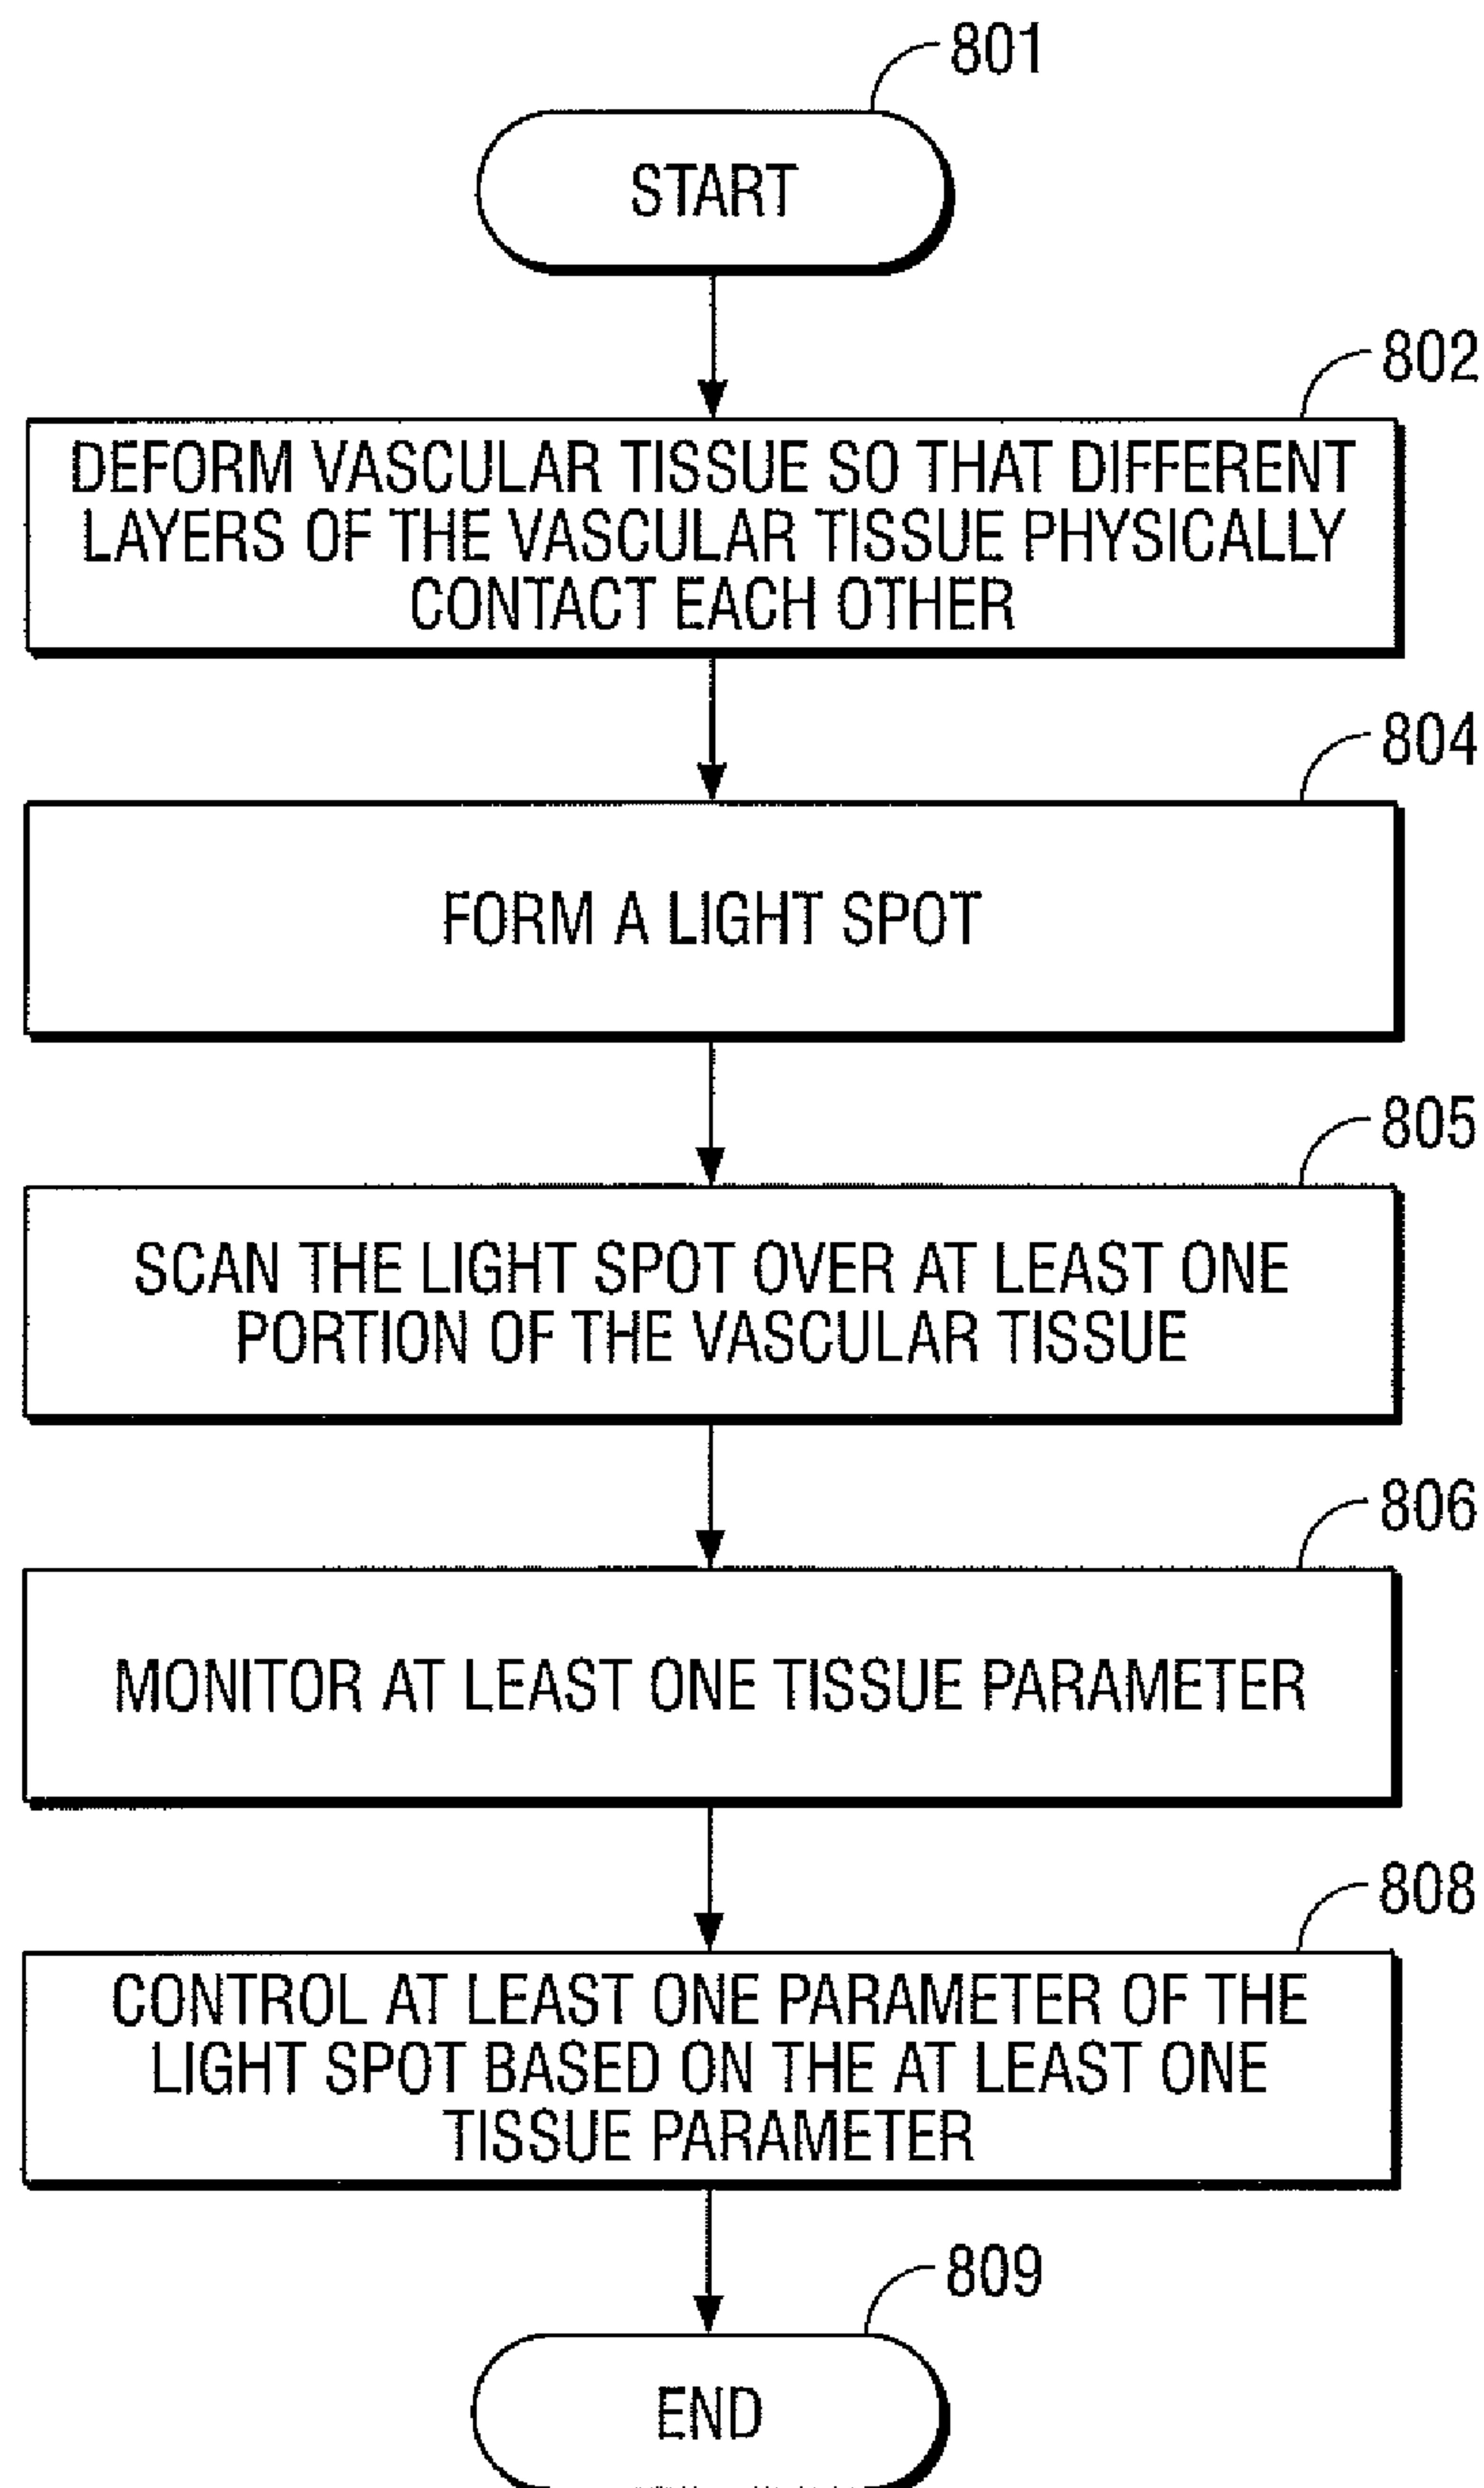 801
START
802
DEFORM VASCULAR TISSUE SO THAT DIFFERENT
LAYERS OF THE VASCULAR TISSUE PHYSICALLY
CONTACT EACH OTHER
804
FORM A LIGHT SPOT
805
SCAN THE LIGHT SPOT OVER AT LEAST ONE
PORTION OF THE VASCULAR TISSUE
806
MONITOR AT LEAST ONE TISSUE PARAMETER
808
CONTROL AT LEAST ONE PARAMETER OF THE
LIGHT SPOT BASED ON THE AT LEAST ONE
TISSUE PARAMETER
809
END